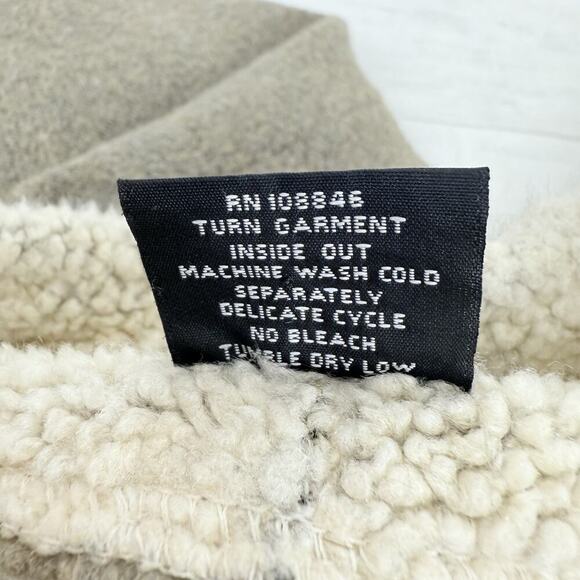 RN 108846
TURN GARMENT
INSIDE OUT
MACHINE WASH COLD
SEPARATELY
DELICATE CYCLE
NO BLEACH
TUMBLE DRY LOW